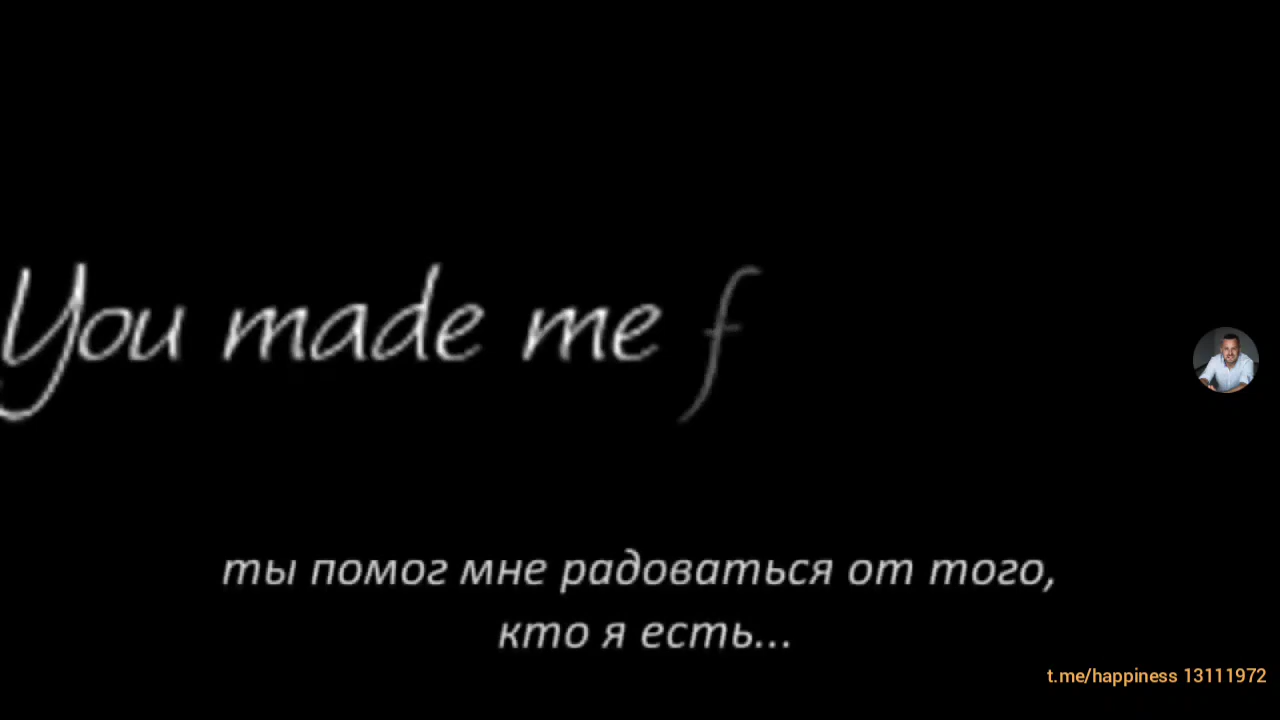 You made me f
ты помог мне радоваться от того,
кто я есть...
t.me/happiness 13111972